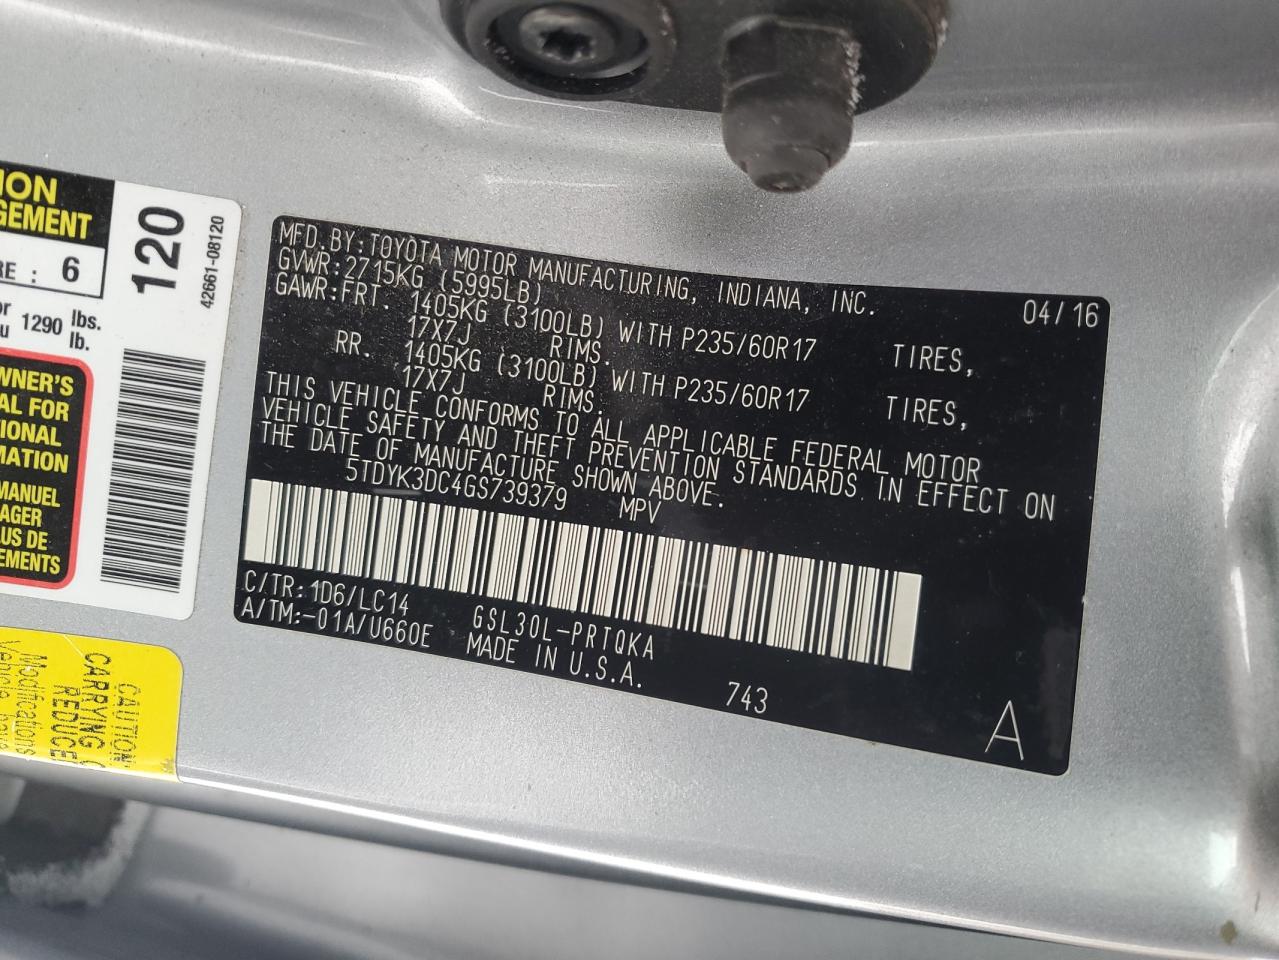 ION
GEMENT
RE : 6
or
u 1290 lbs.
lb.
WNER'S
AL FOR
IONAL
MATION
MANUEL
AGER
LUS DE
EMENTS
120
42661-08120
CAUTION
CARRYING C
REDUCE
Modifications
MFD.BY:TOYOTA MOTOR MANUFACTURING, INDIANA, INC. 04/16
GVWR:2715KG (5995LB)
GAWR:FRT. 1405KG (3100LB) WITH P235/60R17 TIRES,
17X7J RIMS.
RR. 1405KG (3100LB) WITH P235/60R17 TIRES,
17X7J RIMS.
THIS VEHICLE CONFORMS TO ALL APPLICABLE FEDERAL MOTOR
VEHICLE SAFETY AND THEFT PREVENTION STANDARDS IN EFFECT ON
THE DATE OF MANUFACTURE SHOWN ABOVE.
5TDYK3DC4GS739379 MPV
C/TR:1D6/LC14 GSL30L-PRTQKA
A/TM:-01A/U660E MADE IN U.S.A.
743
A